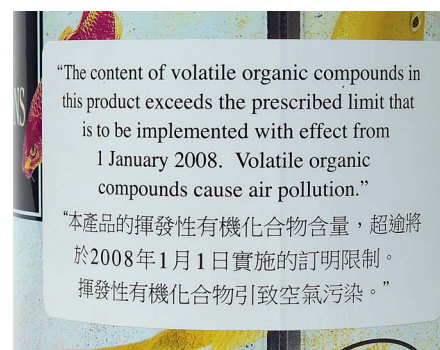 “The content of volatile organic compounds in
this product exceeds the prescribed limit that
is to be implemented with effect from
1 January 2008. Volatile organic
compounds cause air pollution.”
“本產品的揮發性有機化合物含量，超逾將
於2008年1月1日實施的訂明限制。
揮發性有機化合物引致空氣污染。”